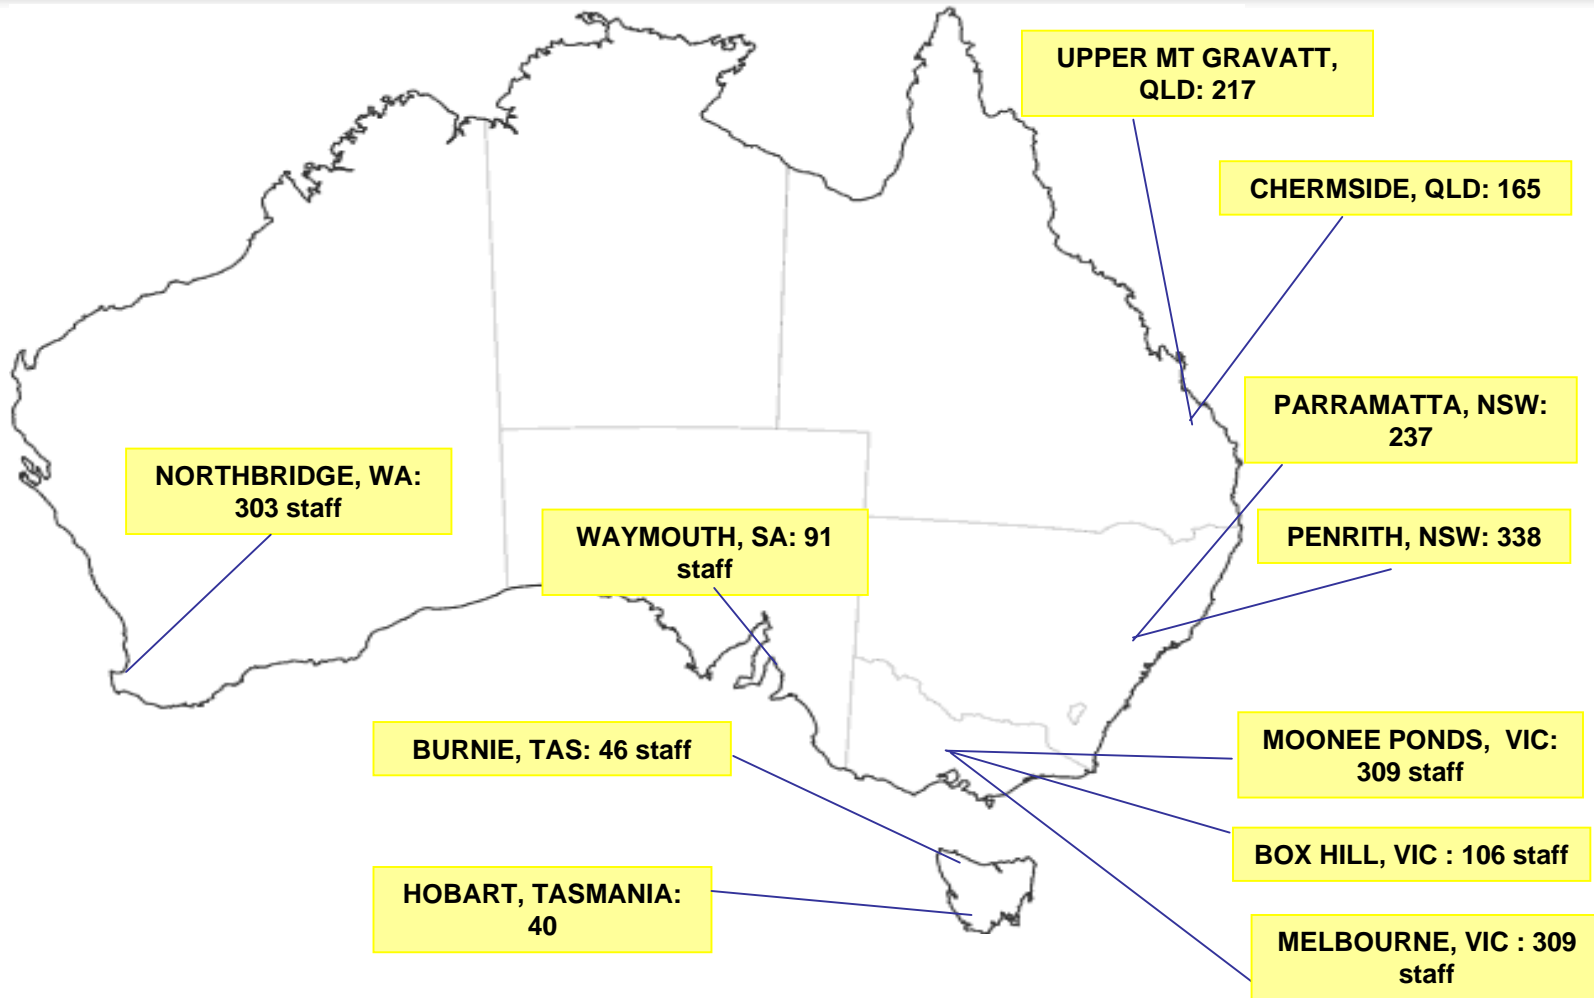 UPPER MT GRAVATT,
QLD: 217
CHERMSIDE, QLD: 165
PARRAMATTA, NSW:
237
NORTHBRIDGE, WA:
303 staff
WAYMOUTH, SA: 91
staff
PENRITH, NSW: 338
BURNIE, TAS: 46 staff
MOONEE PONDS, VIC:
309 staff
BOX HILL, VIC : 106 staff
HOBART, TASMANIA:
40
MELBOURNE, VIC : 309
staff